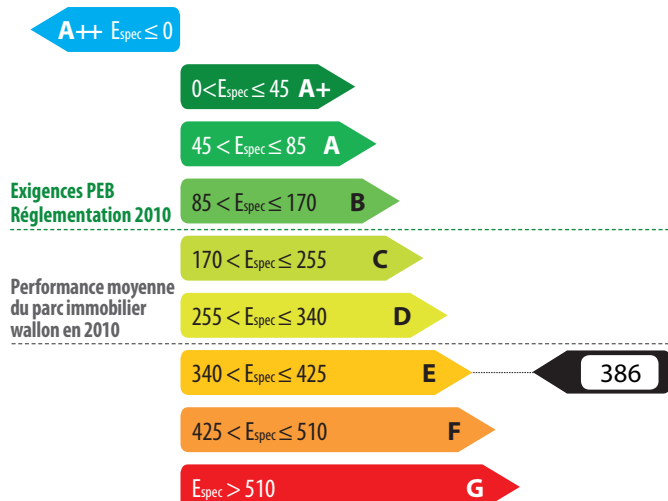 A++ Espec ≤ 0
0 < Espec ≤ 45 A+
45 < Espec ≤ 85 A
Exigences PEB
Réglementation 2010
85 < Espec ≤ 170 B
170 < Espec ≤ 255 C
Performance moyenne
du parc immobilier
wallon en 2010
255 < Espec ≤ 340 D
340 < Espec ≤ 425 E
386
425 < Espec ≤ 510 F
Espec > 510 G